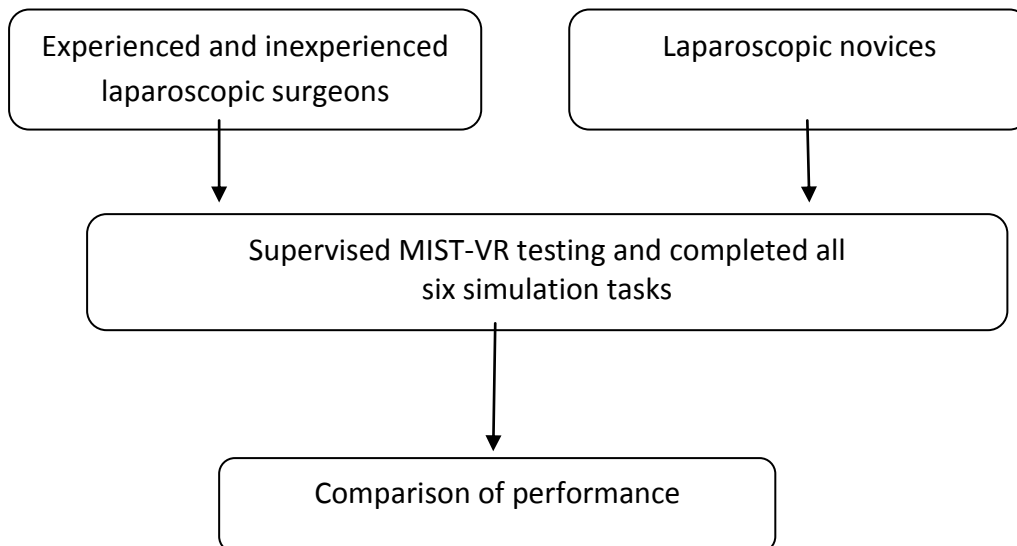 Experienced and inexperienced
laparoscopic surgeons
Laparoscopic novices
Supervised MIST-VR testing and completed all
six simulation tasks
Comparison of performance